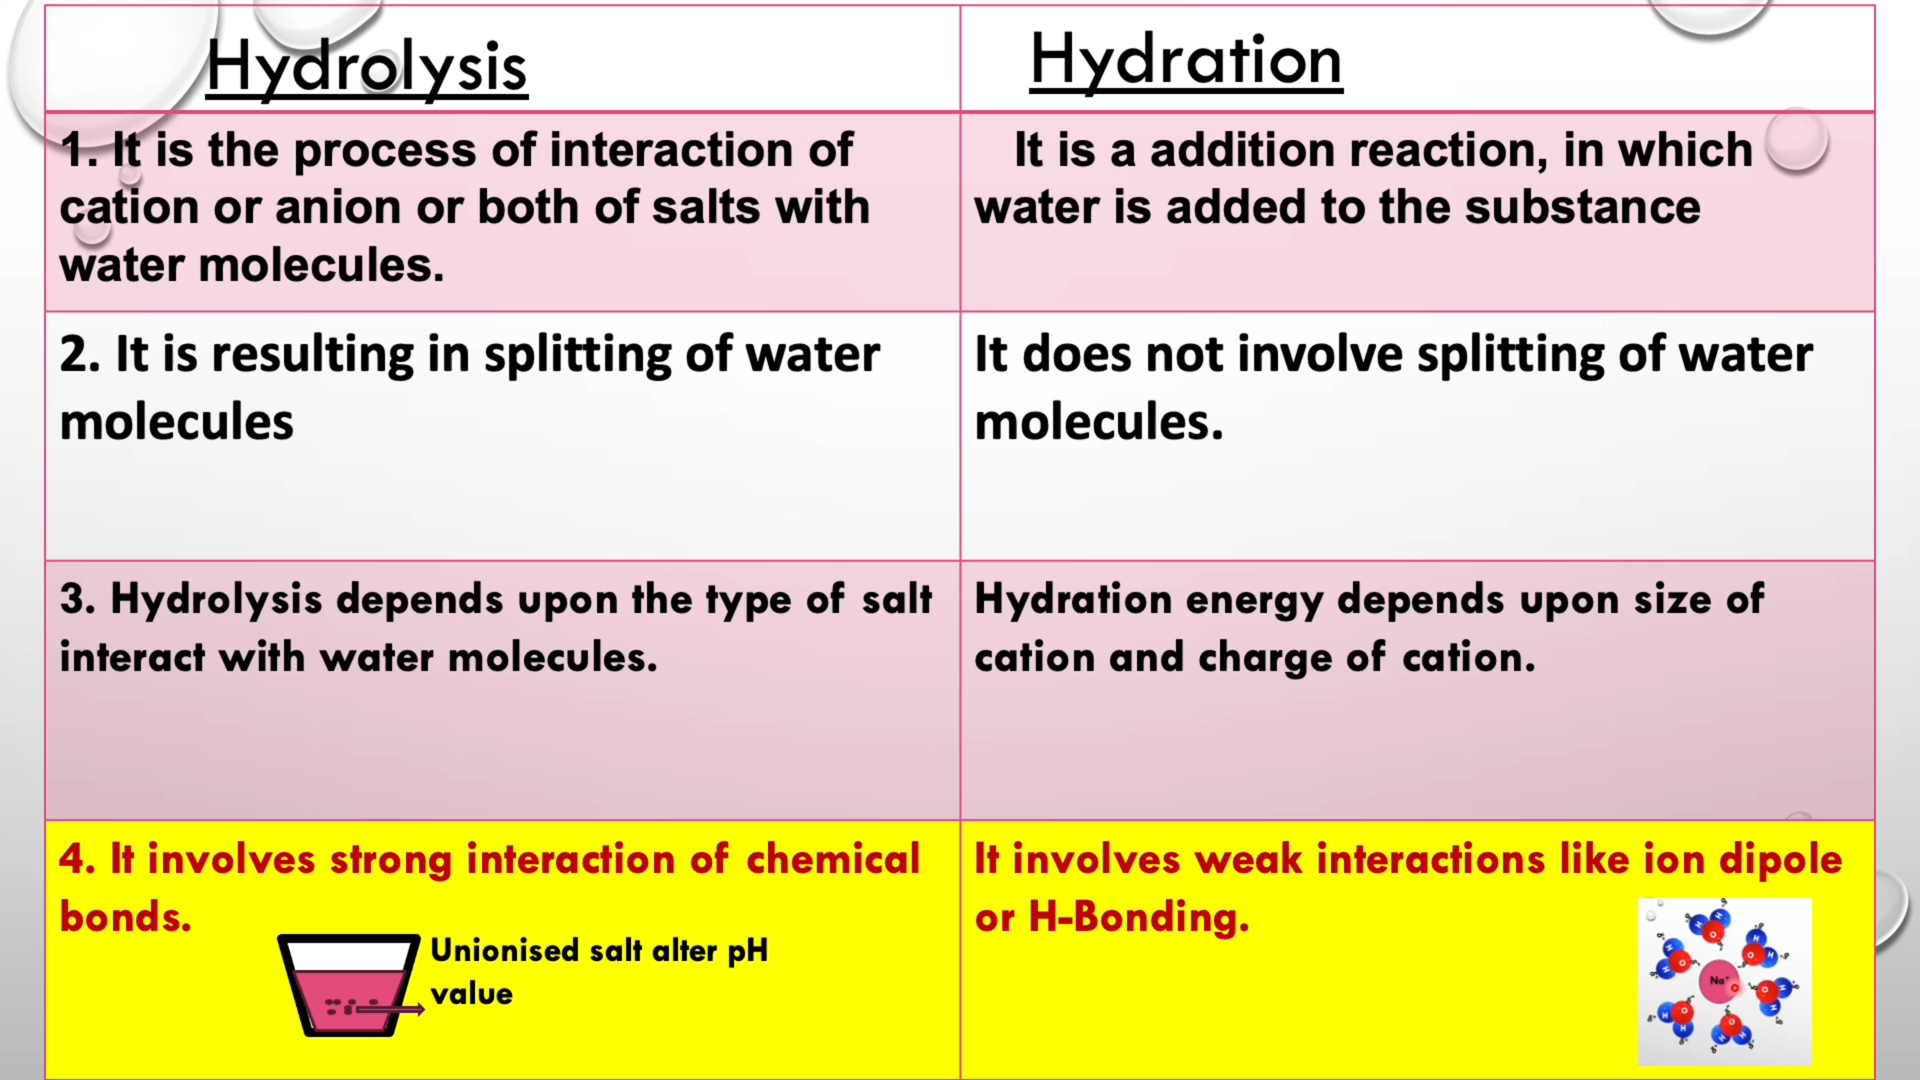 Hydrolysis
Hydration
1. It is the process of interaction of
cation or anion or both of salts with
water molecules.
It is a addition reaction, in which
water is added to the substance
2. It is resulting in splitting of water
molecules
It does not involve splitting of water
molecules.
3. Hydrolysis depends upon the type of salt
interact with water molecules.
Hydration energy depends upon size of
cation and charge of cation.
4. It involves strong interaction of chemical
bonds.
Unionised salt alter pH
value
It involves weak interactions like ion dipole
or H-Bonding.
Na⁺